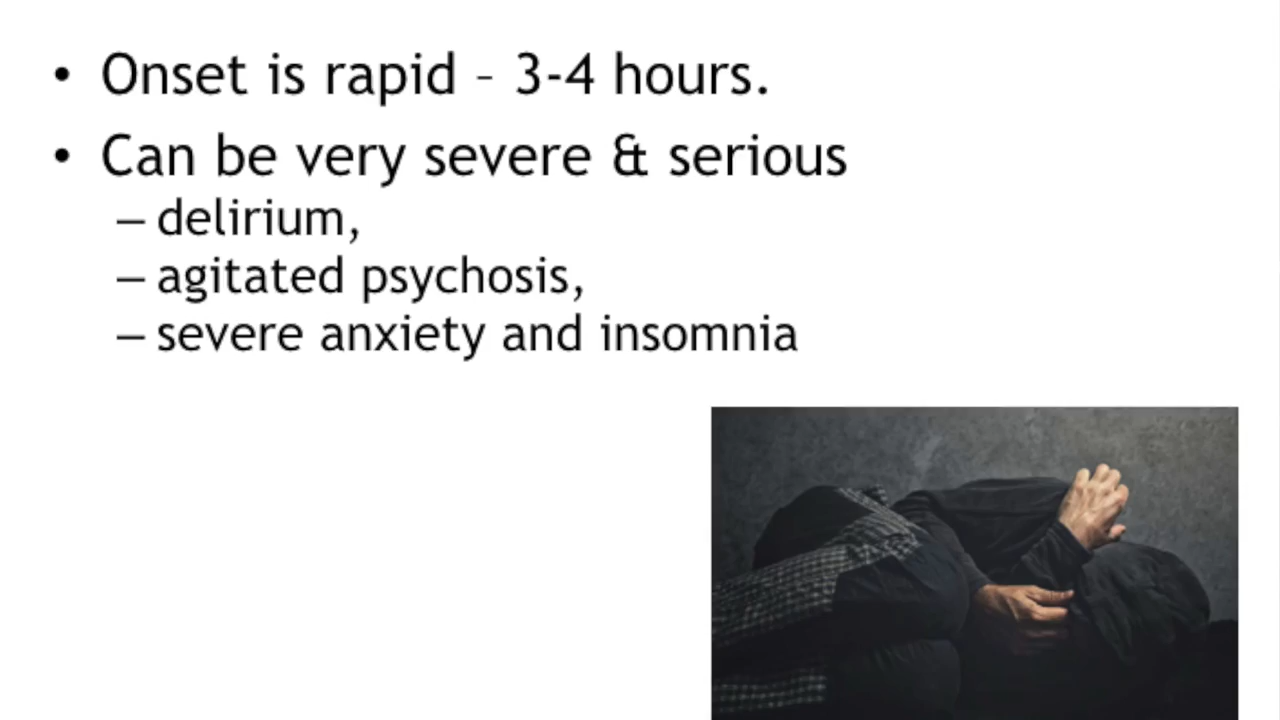 • Onset is rapid – 3-4 hours.
• Can be very severe & serious
– delirium,
– agitated psychosis,
– severe anxiety and insomnia